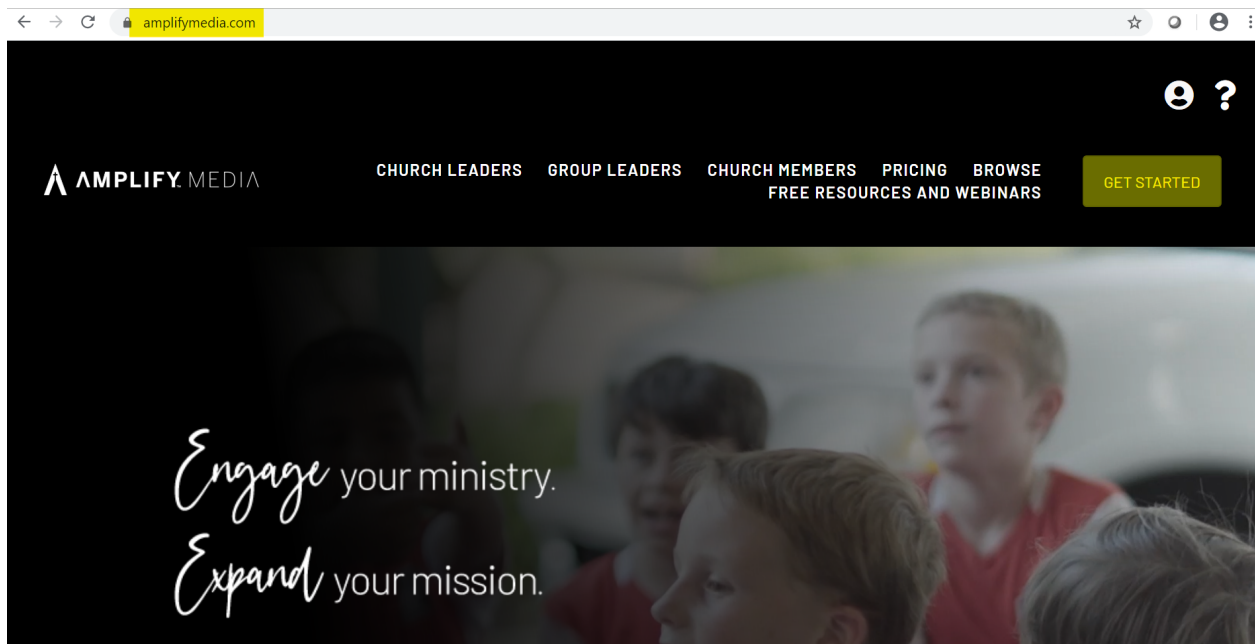 amplifymedia.com
?
AMPLIFY MEDIA
CHURCH LEADERS GROUP LEADERS CHURCH MEMBERS PRICING BROWSE
FREE RESOURCES AND WEBINARS
GET STARTED
Engage your ministry.
Expand your mission.